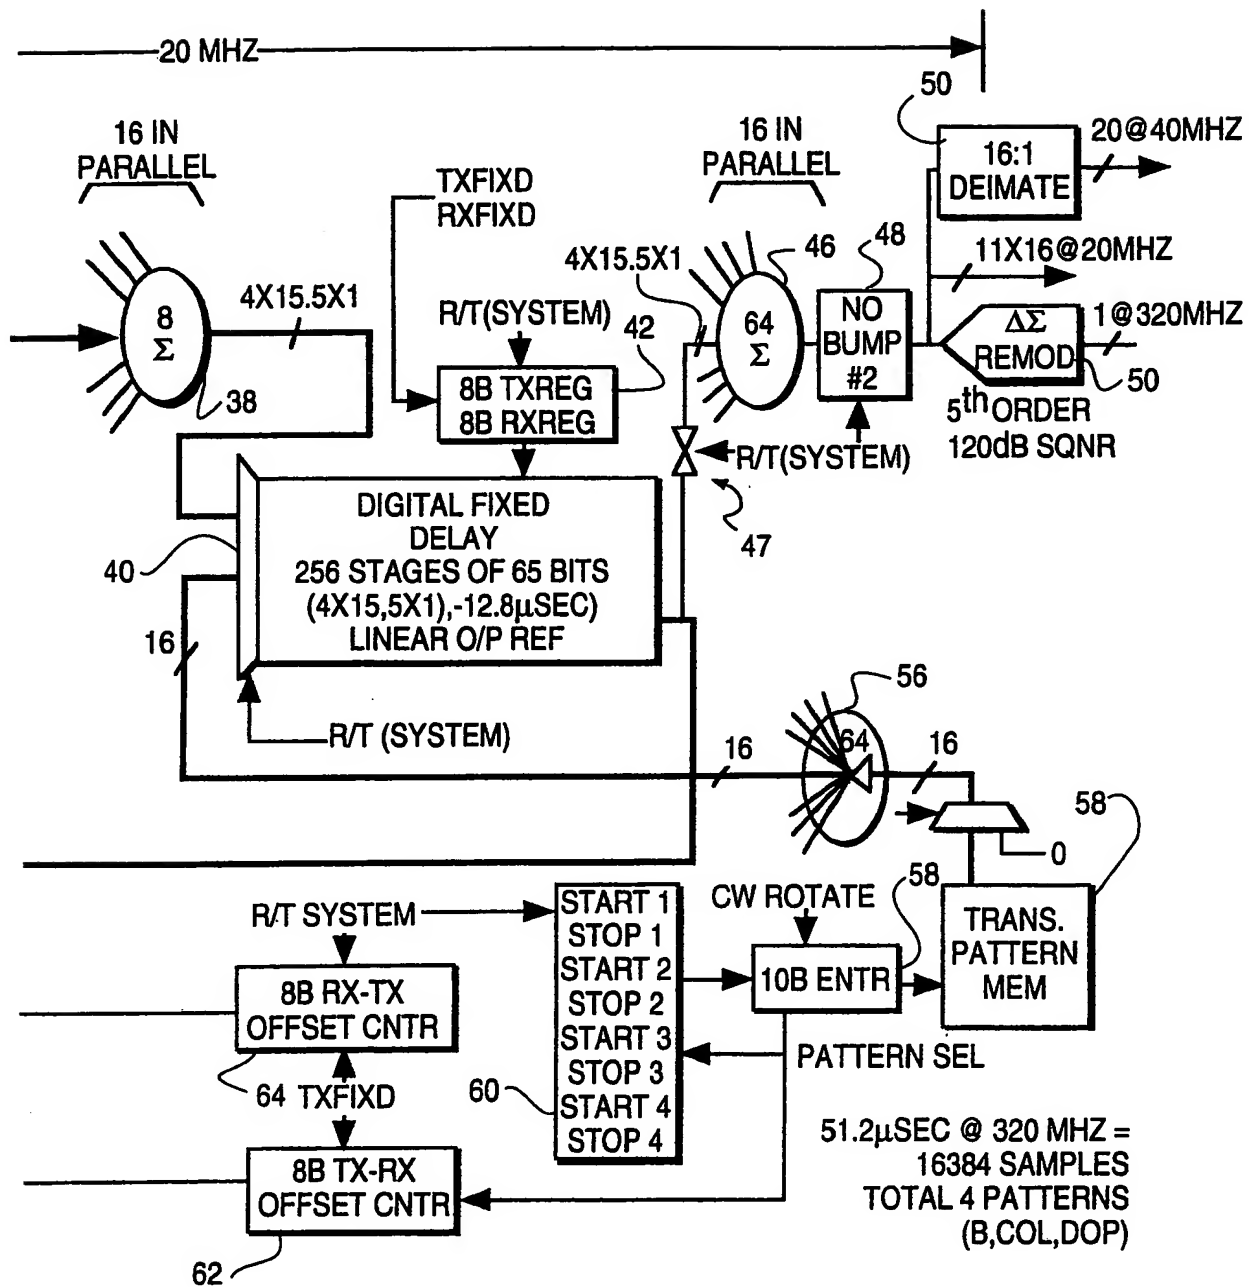 20 MHZ
50
16 IN
PARALLEL
16 IN
PARALLEL
20@40MHZ
16:1
DEIMATE
TXFIXD
RXFIXD
46
48
11X16@20MHZ
4X15.5X1
4X15.5X1
8
Σ
R/T(SYSTEM)
42
64
Σ
NO
BUMP
#2
ΔΣ
REMOD
1@320MHZ
50
38
8B TXREG
8B RXREG
5th ORDER
120dB SQNR
R/T(SYSTEM)
47
40
DIGITAL FIXED
DELAY
256 STAGES OF 65 BITS
(4X15,5X1),-12.8μSEC)
LINEAR O/P REF
16
R/T (SYSTEM)
56
64
16
16
58
0
R/T SYSTEM
START 1
STOP 1
START 2
STOP 2
START 3
STOP 3
START 4
STOP 4
CW ROTATE
58
10B ENTR
TRANS.
PATTERN
MEM
8B RX-TX
OFFSET CNTR
PATTERN SEL
64
TXFIXD
60
8B TX-RX
OFFSET CNTR
62
51.2μSEC @ 320 MHZ =
16384 SAMPLES
TOTAL 4 PATTERNS
(B,COL,DOP)